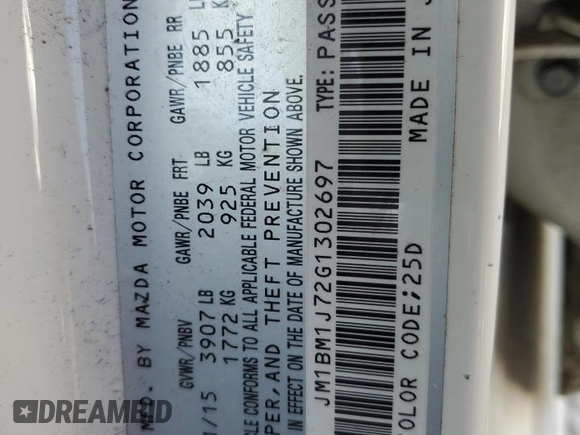 MFD. BY MAZDA MOTOR CORPORATION
GVWR/PNBV GAWR/PNBE FRT. GAWR/PNBE RR
1/15 3907 LB 2039 LB 1885 L
1772 KG 925 KG 855 K
CONFORMS TO ALL APPLICABLE FEDERAL MOTOR VEHICLE SAFETY
PER, AND THEFT PREVENTION
IN EFFECT ON THE DATE OF MANUFACTURE SHOWN ABOVE.
JM1BM1J72G1302697 TYPE: PASS
OLOR CODE;25D MADE IN J
DREAMBID